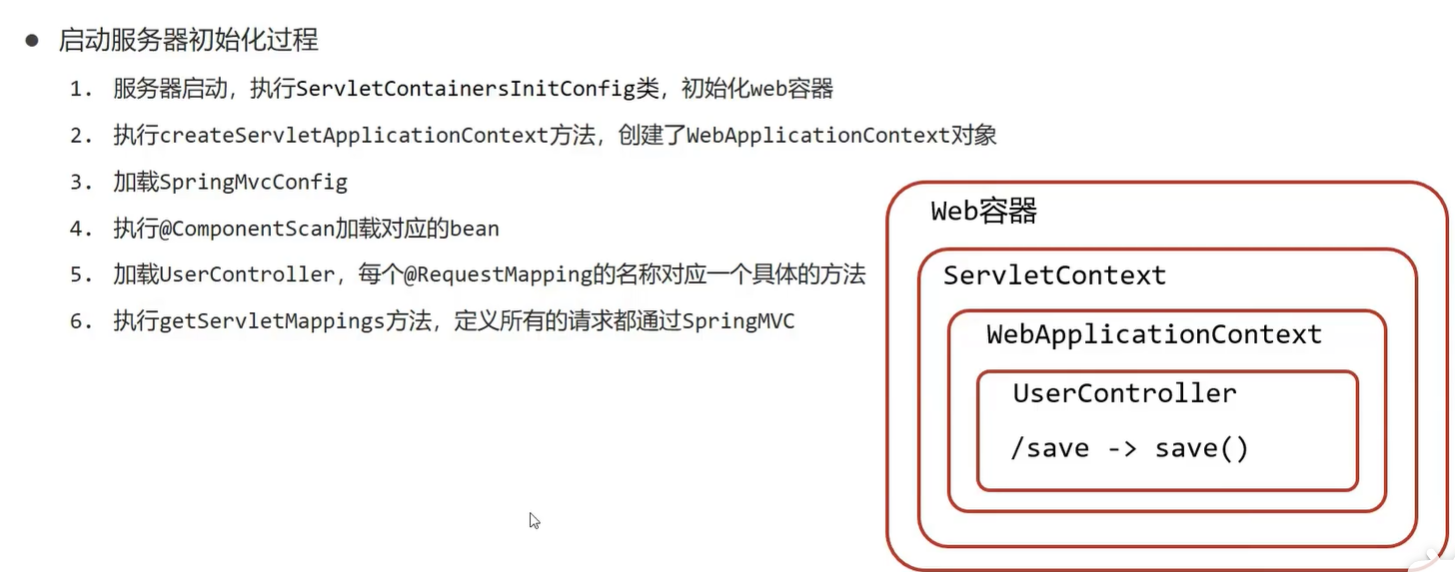 ● 启动服务器初始化过程
1. 服务器启动，执行ServletContainersInitConfig类，初始化web容器
2. 执行createServletApplicationContext方法，创建了WebApplicationContext对象
3. 加载SpringMvcConfig
4. 执行@ComponentScan加载对应的bean
5. 加载UserController，每个@RequestMapping的名称对应一个具体的方法
6. 执行getServletMappings方法，定义所有的请求都通过SpringMVC
Web容器
ServletContext
WebApplicationContext
UserController
/save -> save()